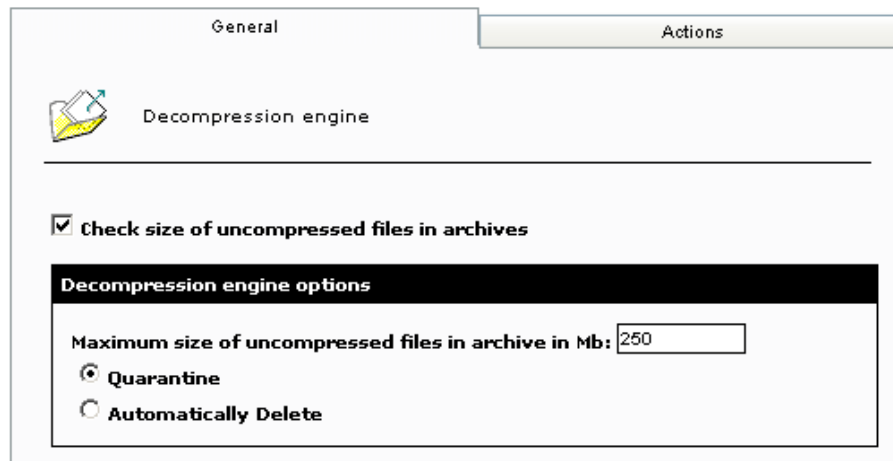 General
Actions
Decompression engine
Check size of uncompressed files in archives
Decompression engine options
Maximum size of uncompressed files in archive in Mb: 250
Quarantine
Automatically Delete